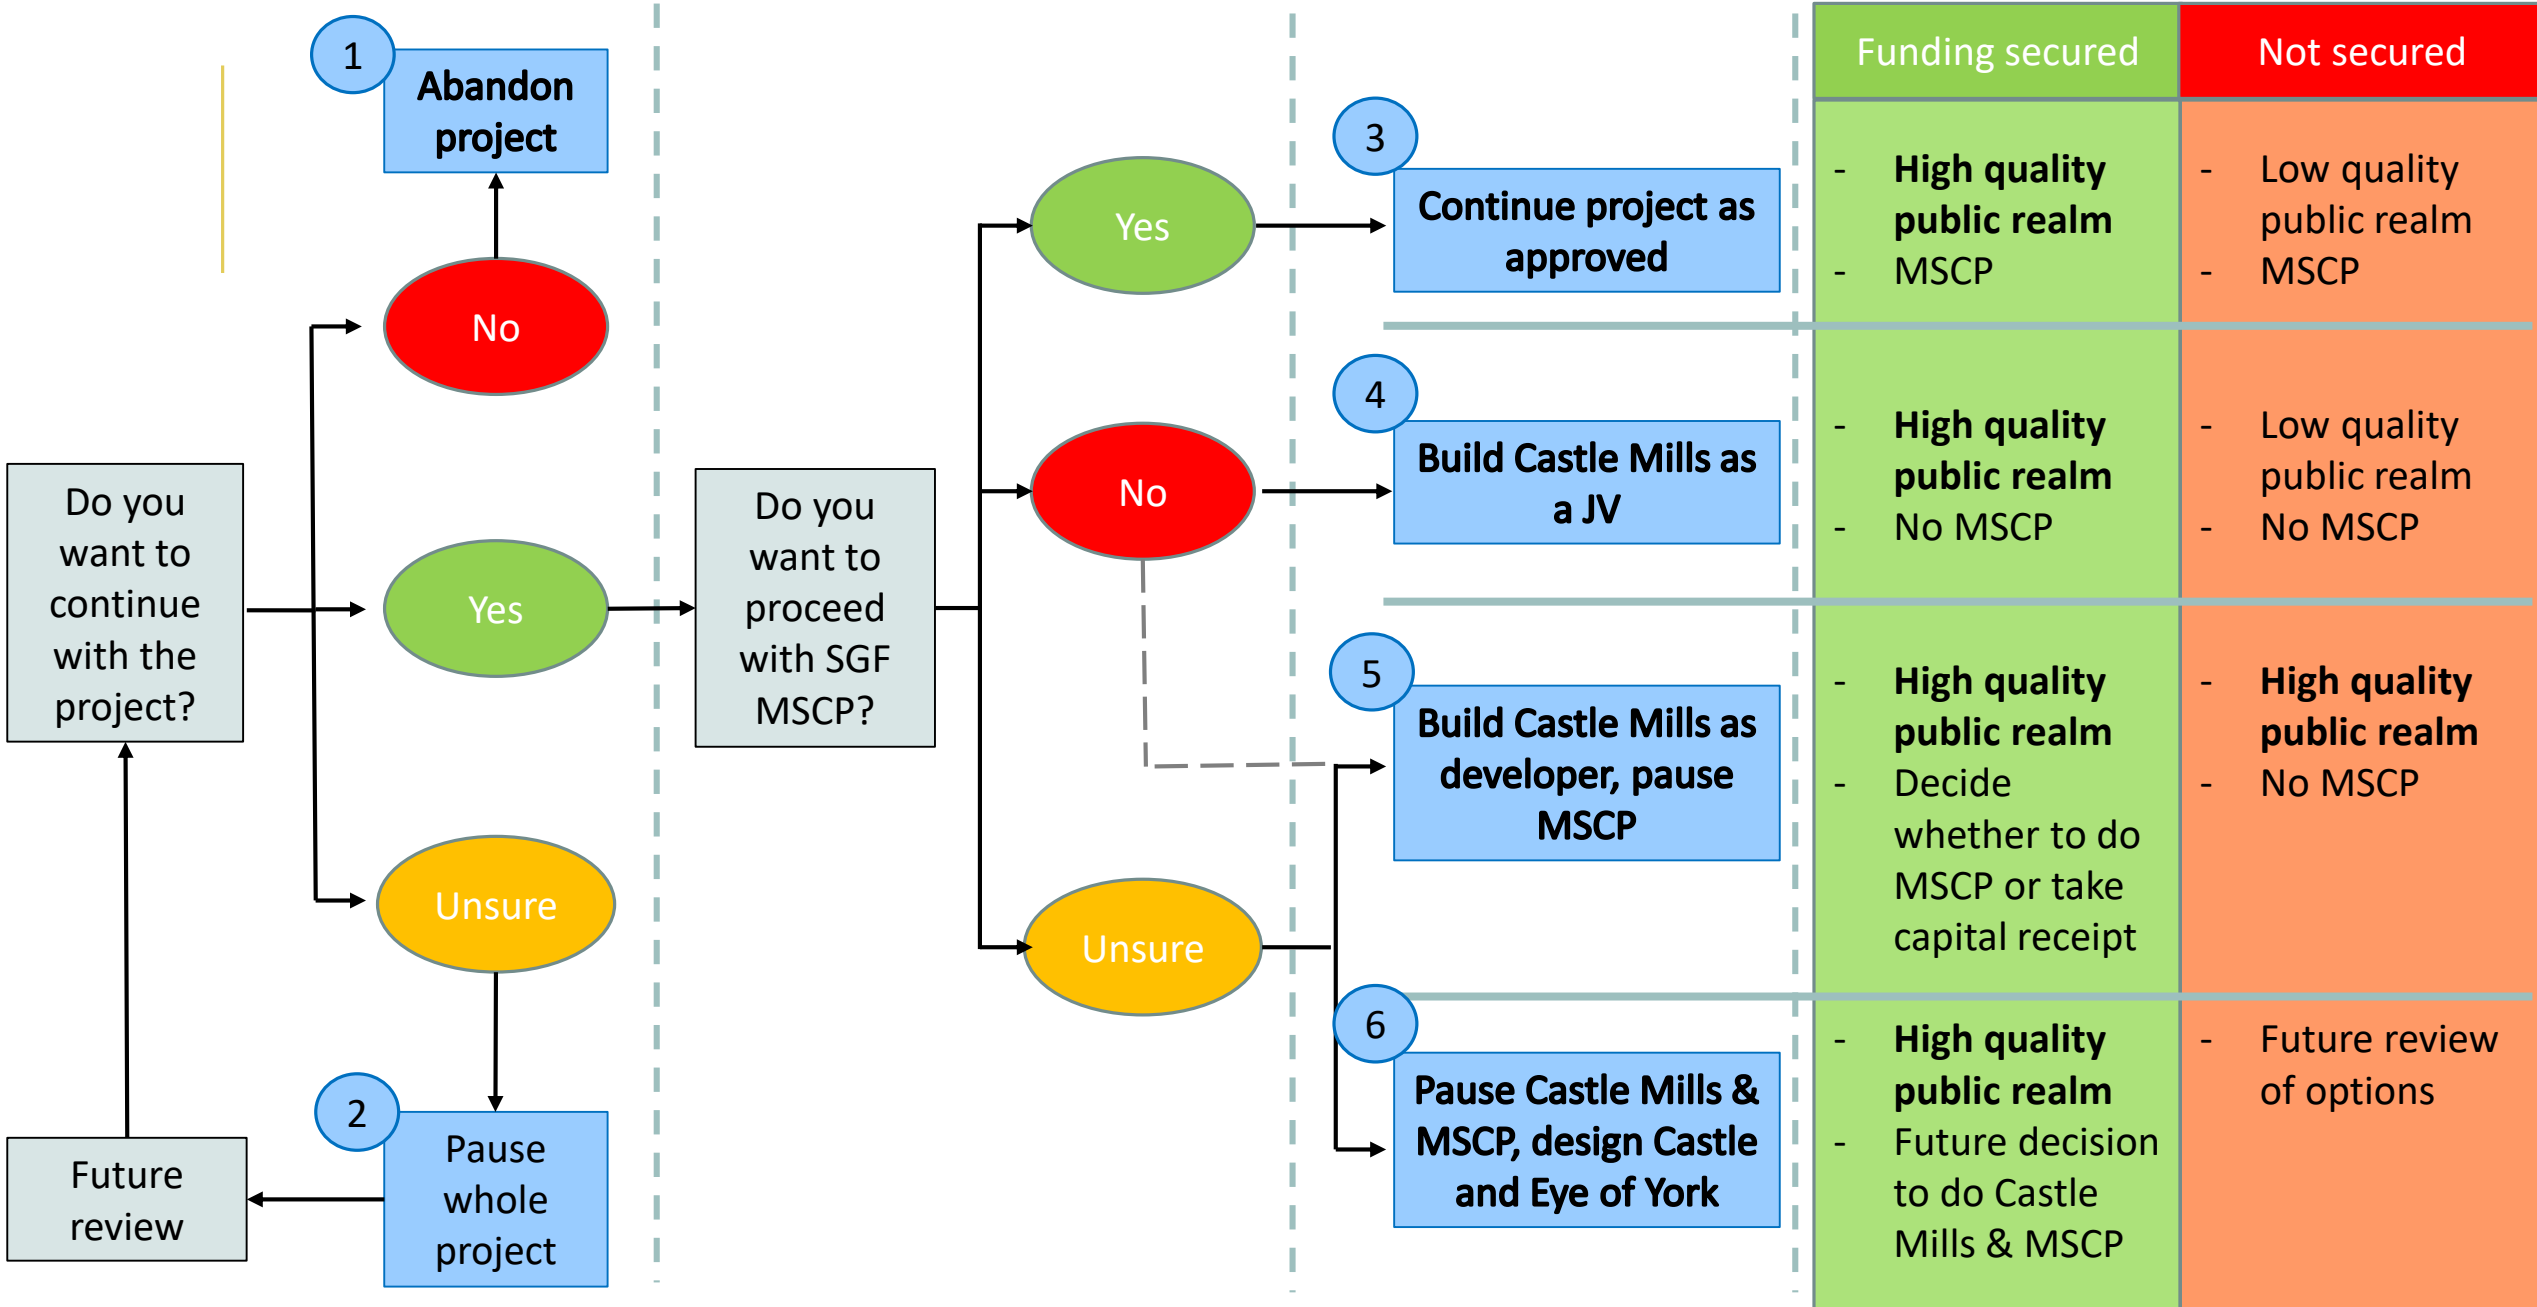 1
Abandon
project
No
Do you
want to
continue
with the
project?
Yes
Unsure
2
Pause
whole
project
Future
review
Do you
want to
proceed
with SGF
MSCP?
Yes
No
Unsure
3
Continue project as
approved
4
Build Castle Mills as
a JV
5
Build Castle Mills as
developer, pause
MSCP
6
Pause Castle Mills &
MSCP, design Castle
and Eye of York
Funding secured
Not secured
- High quality
public realm
- MSCP
- Low quality
public realm
- MSCP
- High quality
public realm
- No MSCP
- Low quality
public realm
- No MSCP
- High quality
public realm
- Decide
whether to do
MSCP or take
capital receipt
- High quality
public realm
- No MSCP
- High quality
public realm
- Future decision
to do Castle
Mills & MSCP
- Future review
of options